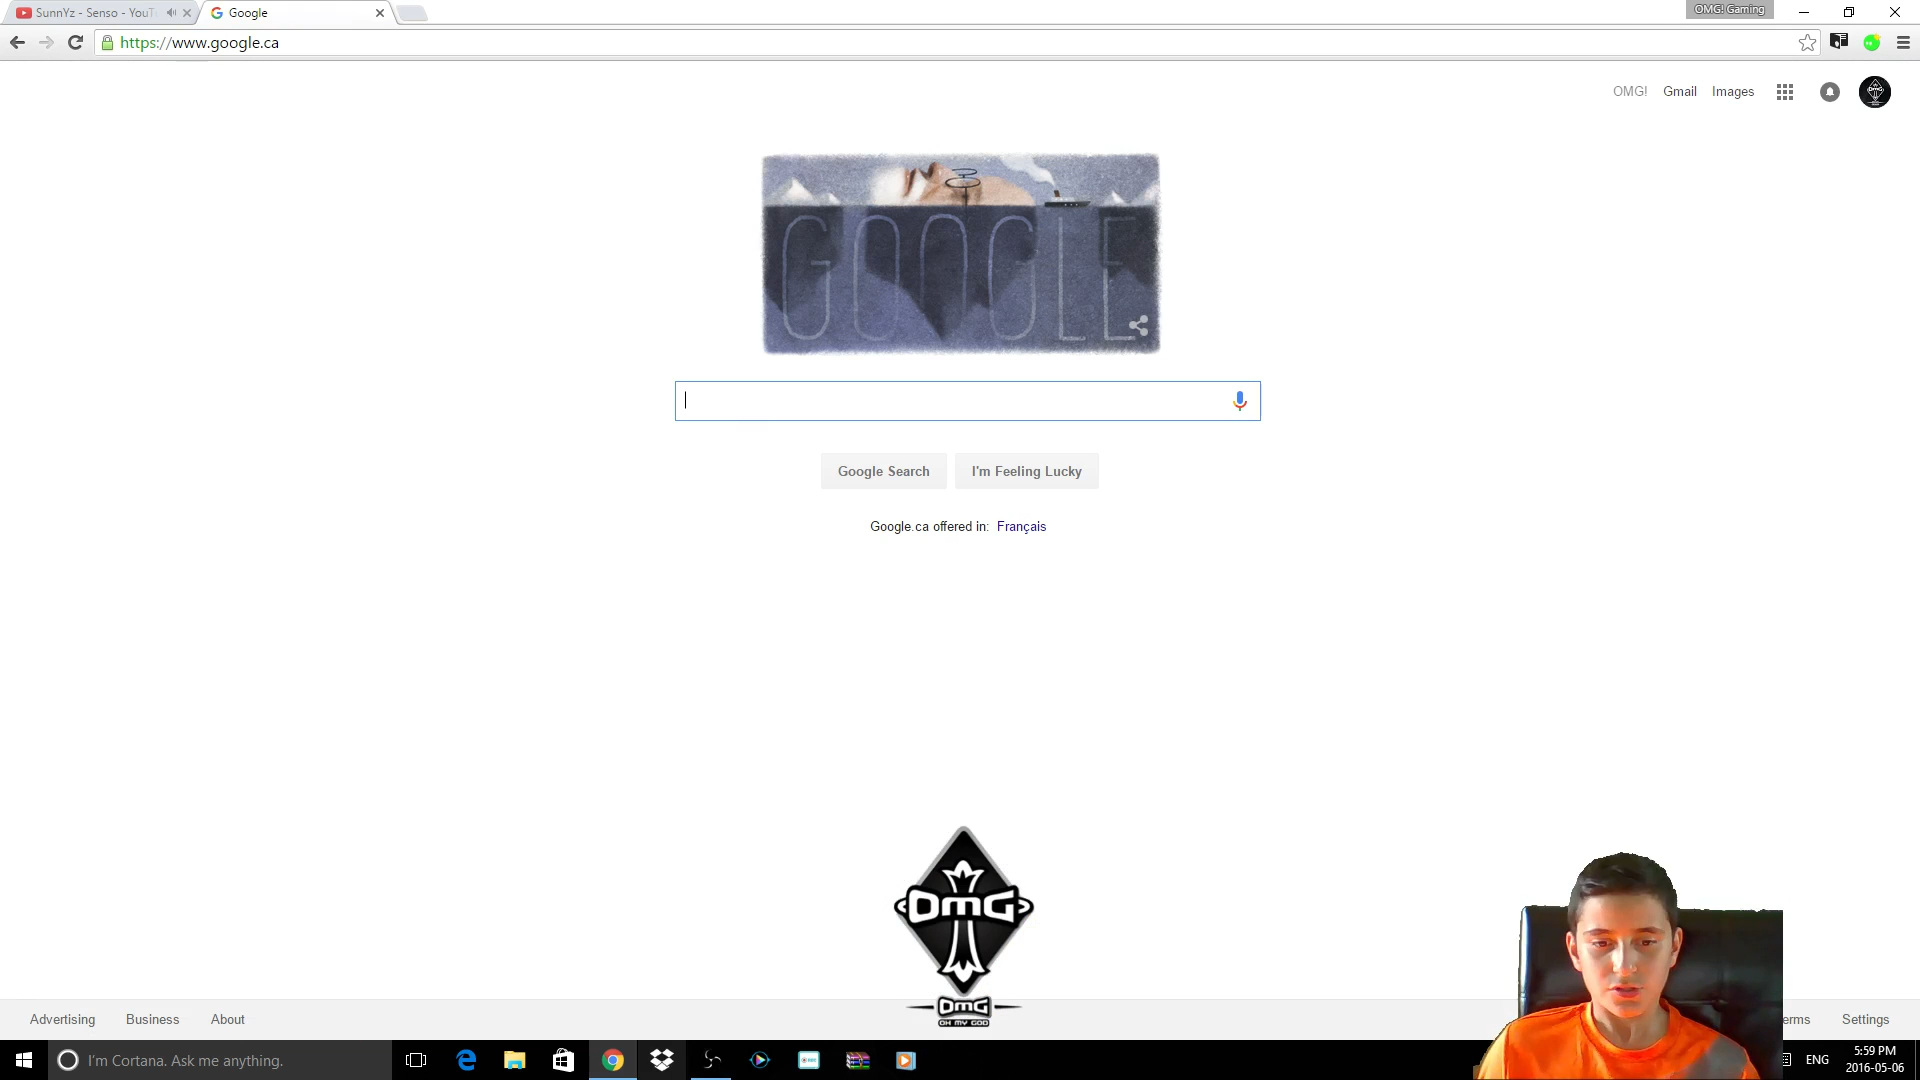 SunnYz - Senso - YouT
Google
OMG! Gaming
https://www.google.ca
OMG! Gmail Images
GOOGLE
Google Search
I'm Feeling Lucky
Google.ca offered in: Français
OMG
OMG
OH MY GOD
Advertising Business About
erms Settings
I'm Cortana. Ask me anything.
ENG
5:59 PM
2016-05-06